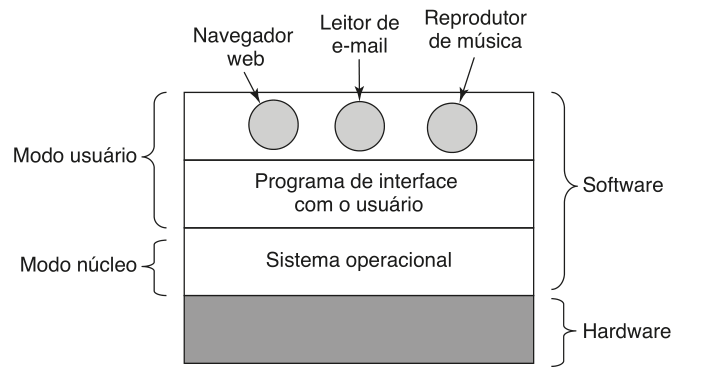 Navegador
web
Leitor de
e-mail
Reprodutor
de música
Modo usuário
Programa de interface
com o usuário
Software
Modo núcleo
Sistema operacional
Hardware